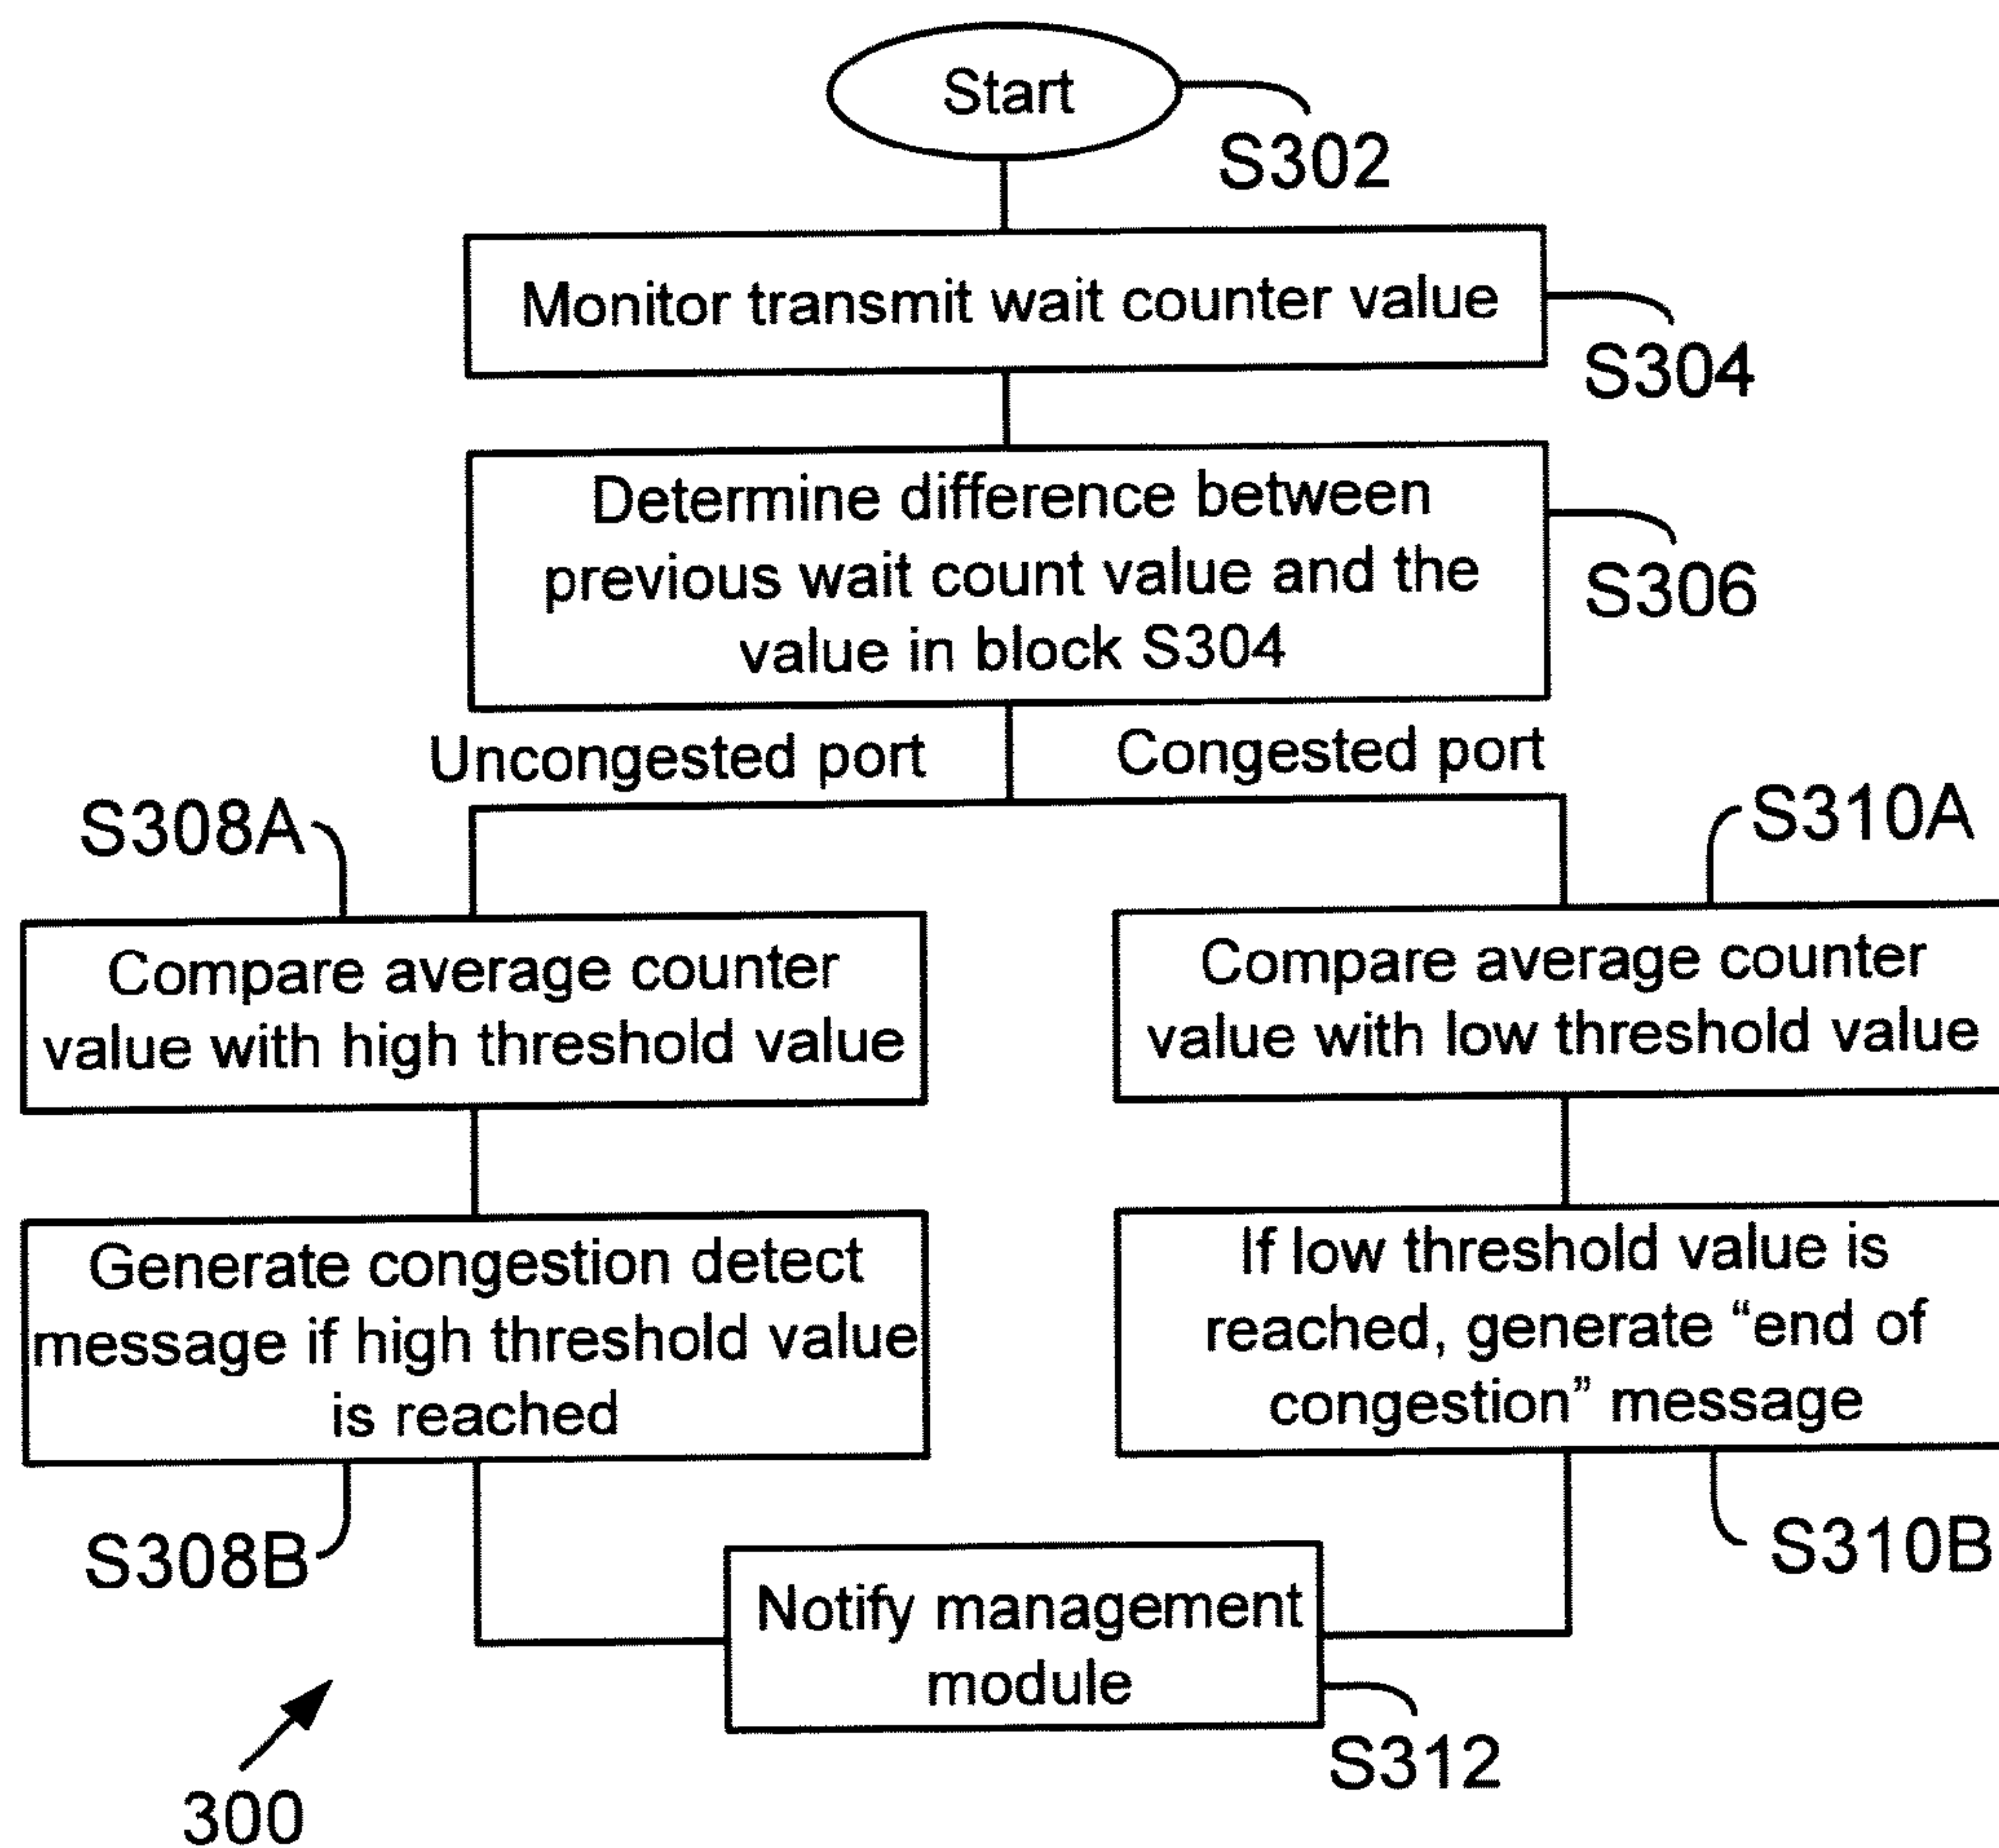 Start
S302
Monitor transmit wait counter value
S304
Determine difference between
previous wait count value and the
value in block S304
S306
Uncongested port
Congested port
S308A
S310A
Compare average counter
value with high threshold value
Compare average counter
value with low threshold value
Generate congestion detect
message if high threshold value
is reached
If low threshold value is
reached, generate “end of
congestion” message
S308B
S310B
Notify management
module
S312
300